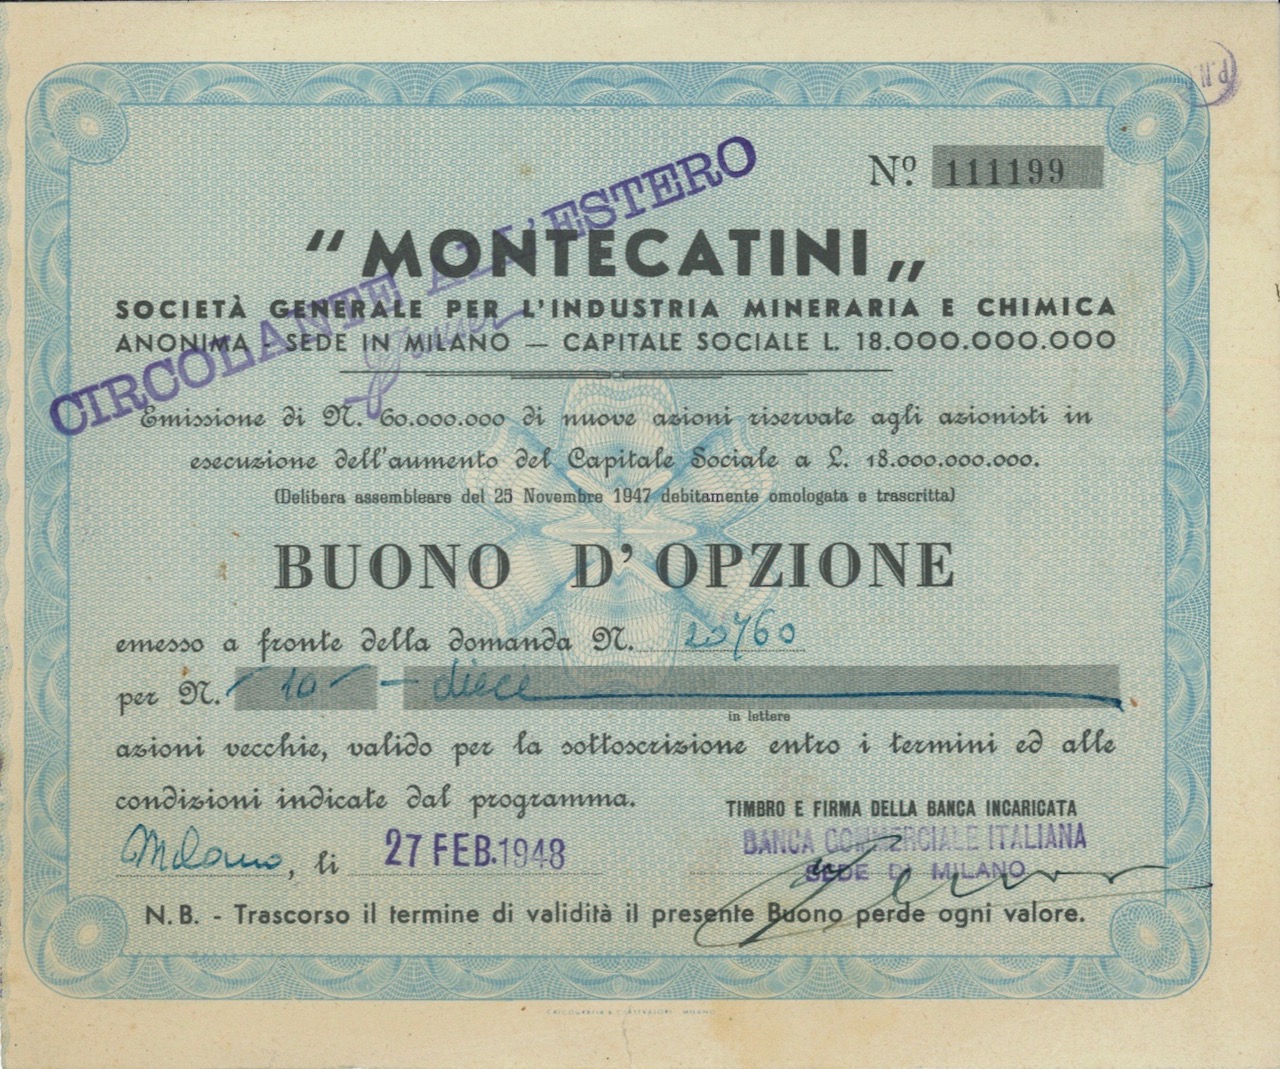 P.N.
Nº. 111199
CIRCOLANTE ALL'ESTERO
"MONTECATINI„
SOCIETÀ GENERALE PER L'INDUSTRIA MINERARIA E CHIMICA
ANONIMA - SEDE IN MILANO — CAPITALE SOCIALE L. 18.000.000.000
Emissione di N. 60.000.000 di nuove azioni riservate agli azionisti in
esecuzione dell'aumento del Capitale Sociale a L. 18.000.000.000.
(Delibera assembleare del 25 Novembre 1947 debitamente omologata e trascritta)
BUONO D'OPZIONE
emesso a fronte della domanda N. 20760
per N. - 10 - - dieci
in lettere
azioni vecchie, valido per la sottoscrizione entro i termini ed alle
condizioni indicate dal programma.
TIMBRO E FIRMA DELLA BANCA INCARICATA
BANCA COMMERCIALE ITALIANA
Milano, li 27 FEB. 1948
SEDE DI MILANO
N.B. - Trascorso il termine di validità il presente Buono perde ogni valore.
MILANO